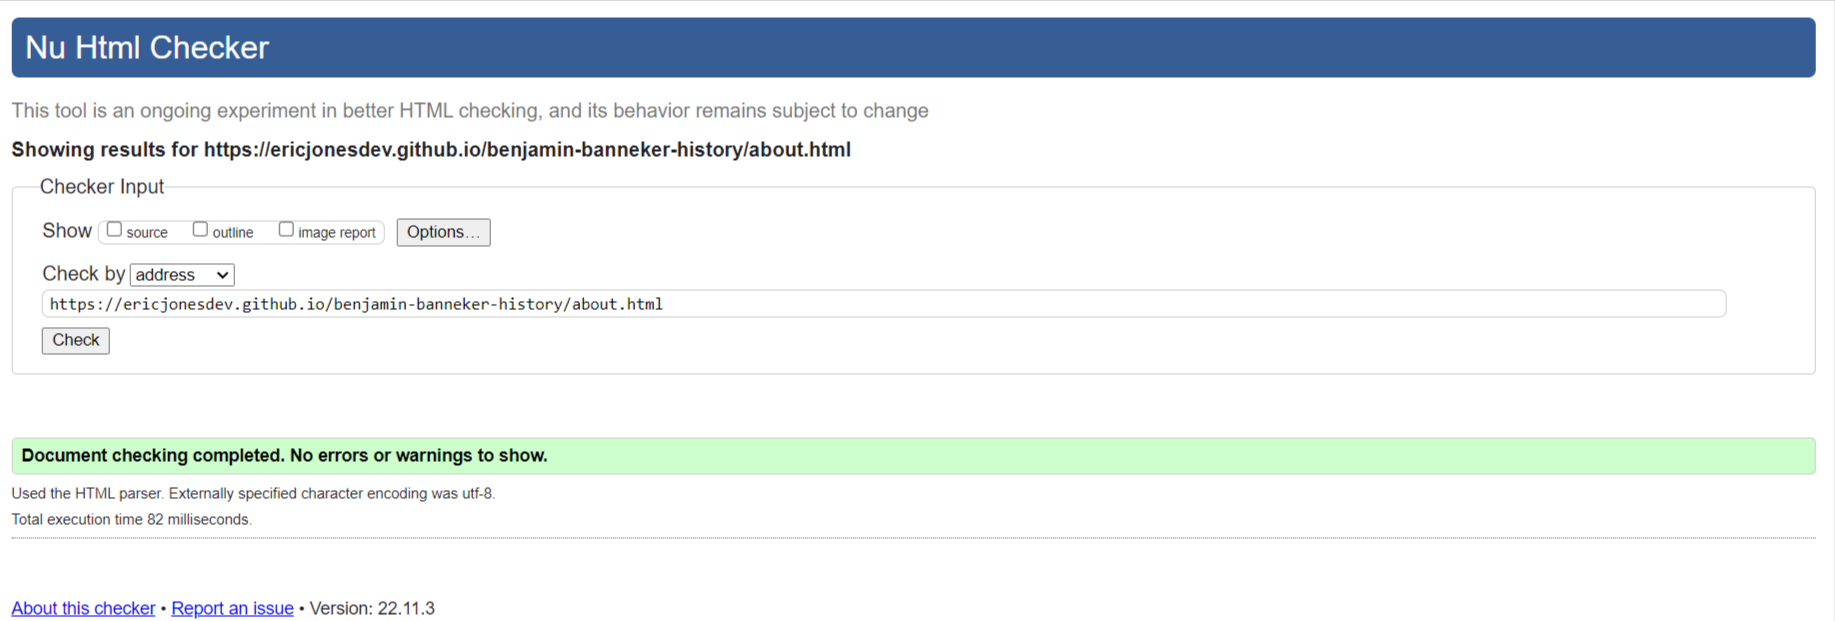 Nu Html Checker
This tool is an ongoing experiment in better HTML checking, and its behavior remains subject to change
Showing results for https://ericjonesdev.github.io/benjamin-banneker-history/about.html
Checker Input
Show source outline image report Options...
Check by address
https://ericjonesdev.github.io/benjamin-banneker-history/about.html
Check
Document checking completed. No errors or warnings to show.
Used the HTML parser. Externally specified character encoding was utf-8.
Total execution time 82 milliseconds.
About this checker • Report an issue • Version: 22.11.3